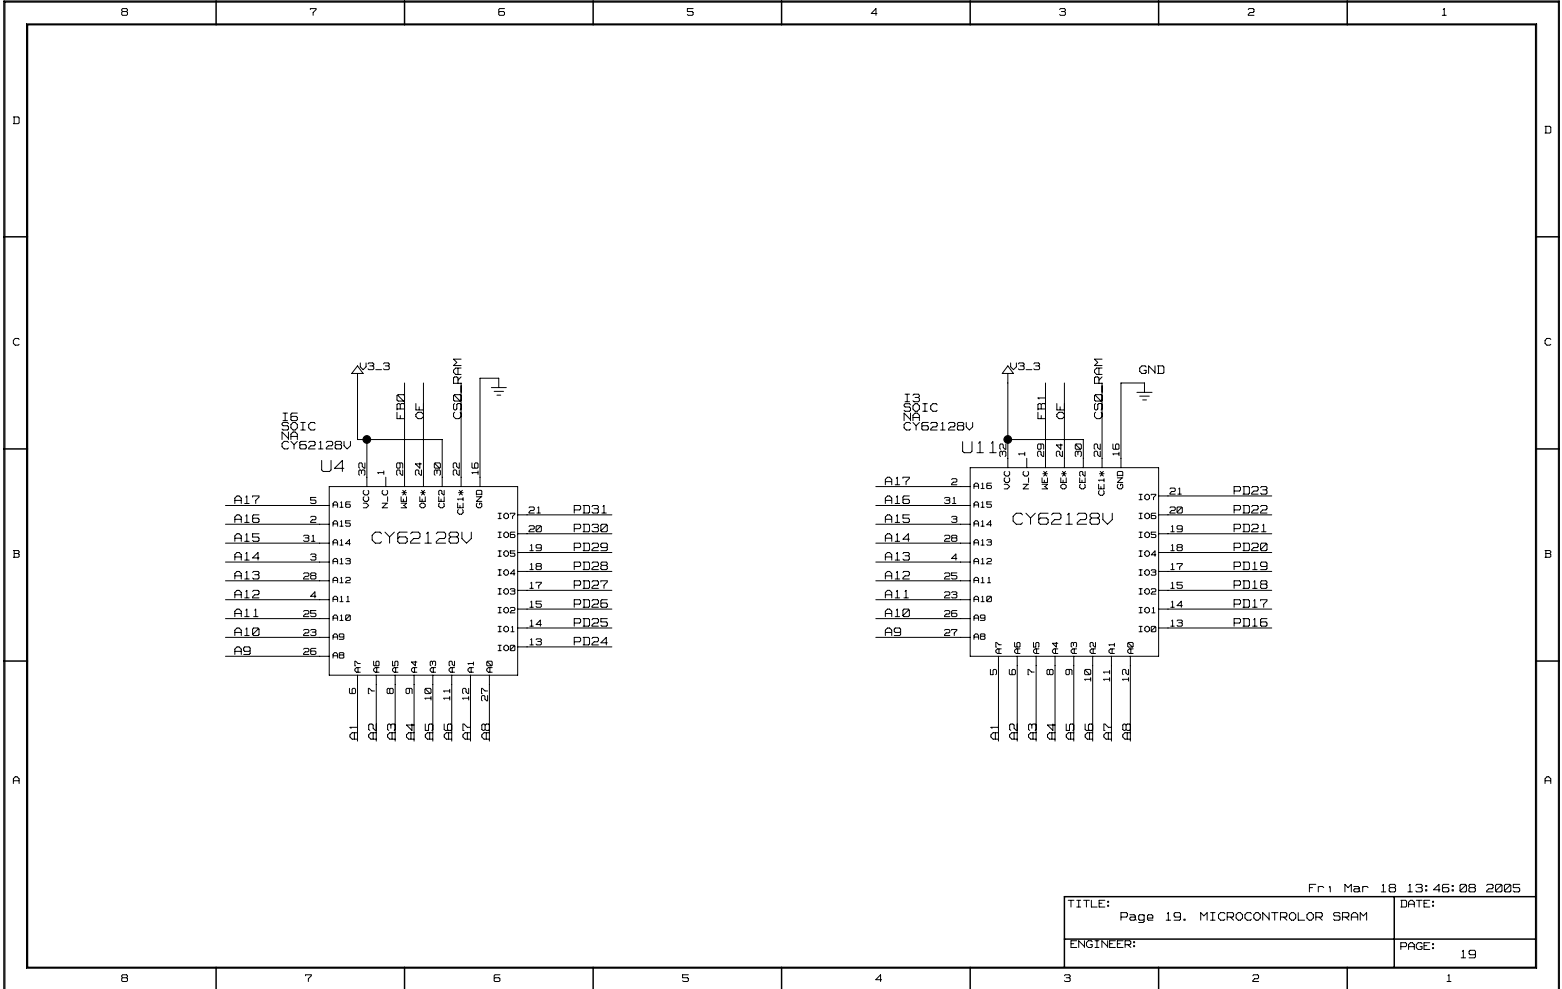 8 7 6 5 4 3 2 1
D D
C C
V3_3
FR0
OE
CS0_RAM
I6
SOIC
NA
CY62128V
U4
32 1 29 24 30 22 16
VCC N_C WE* OE* CE2 CE1* GND
CY62128V
A17 5 A16
A16 2 A15
A15 31 A14
A14 3 A13
A13 28 A12
A12 4 A11
A11 25 A10
A10 23 A9
A9 26 A8
IO7 21 PD31
IO6 20 PD30
IO5 19 PD29
IO4 18 PD28
IO3 17 PD27
IO2 15 PD26
IO1 14 PD25
IO0 13 PD24
A7 A6 A5 A4 A3 A2 A1 A0
6 7 8 9 10 11 12 27
A1 A2 A3 A4 A5 A6 A7 A8
V3_3
FR1
OE
CS0_RAM
GND
I3
SOIC
NA
CY62128V
U11
32 1 29 24 30 22 16
VCC N_C WE* OE* CE2 CE1* GND
CY62128V
A17 2 A16
A16 31 A15
A15 3 A14
A14 28 A13
A13 4 A12
A12 25 A11
A11 23 A10
A10 26 A9
A9 27 A8
IO7 21 PD23
IO6 20 PD22
IO5 19 PD21
IO4 18 PD20
IO3 17 PD19
IO2 15 PD18
IO1 14 PD17
IO0 13 PD16
A7 A6 A5 A4 A3 A2 A1 A0
5 6 7 8 9 10 11 12
A1 A2 A3 A4 A5 A6 A7 A8
B B
A A
Fri Mar 18 13:46:08 2005
TITLE:
Page 19. MICROCONTROLOR SRAM
DATE:
ENGINEER:
PAGE:
19
8 7 6 5 4 3 2 1